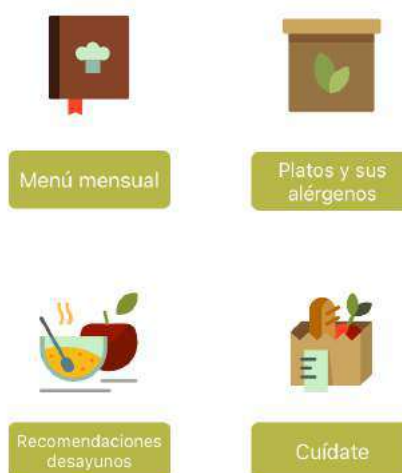 Menú mensual
Platos y sus
alérgenos
Recomendaciones
desayunos
Cuídate